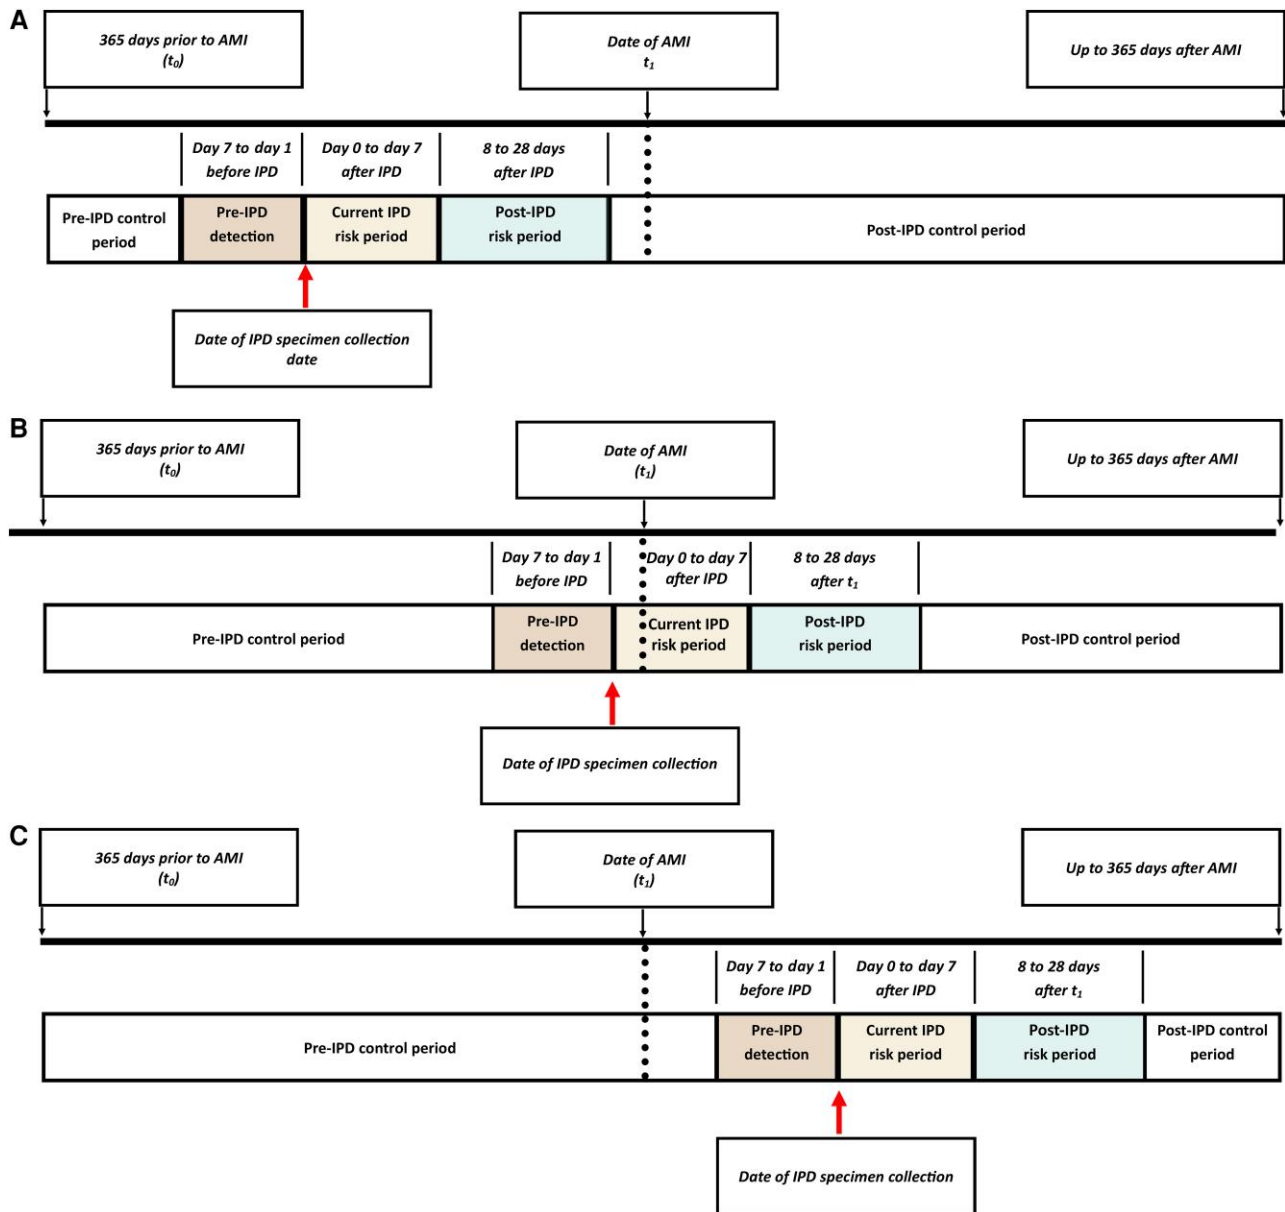 A
365 days prior to AMI
(t₀)
Date of AMI
t₁
Up to 365 days after AMI
Day 7 to day 1
before IPD
Day 0 to day 7
after IPD
8 to 28 days
after IPD
Pre-IPD control
period
Pre-IPD
detection
Current IPD
risk period
Post-IPD
risk period
Post-IPD control period
Date of IPD specimen collection
date
B
365 days prior to AMI
(t₀)
Date of AMI
(t₁)
Up to 365 days after AMI
Day 7 to day 1
before IPD
Day 0 to day 7
after IPD
8 to 28 days
after t₁
Pre-IPD control period
Pre-IPD
detection
Current IPD
risk period
Post-IPD
risk period
Post-IPD control period
Date of IPD specimen collection
C
365 days prior to AMI
(t₀)
Date of AMI
(t₁)
Up to 365 days after AMI
Day 7 to day 1
before IPD
Day 0 to day 7
after IPD
8 to 28 days
after t₁
Pre-IPD control period
Pre-IPD
detection
Current IPD
risk period
Post-IPD
risk period
Post-IPD control
period
Date of IPD specimen collection